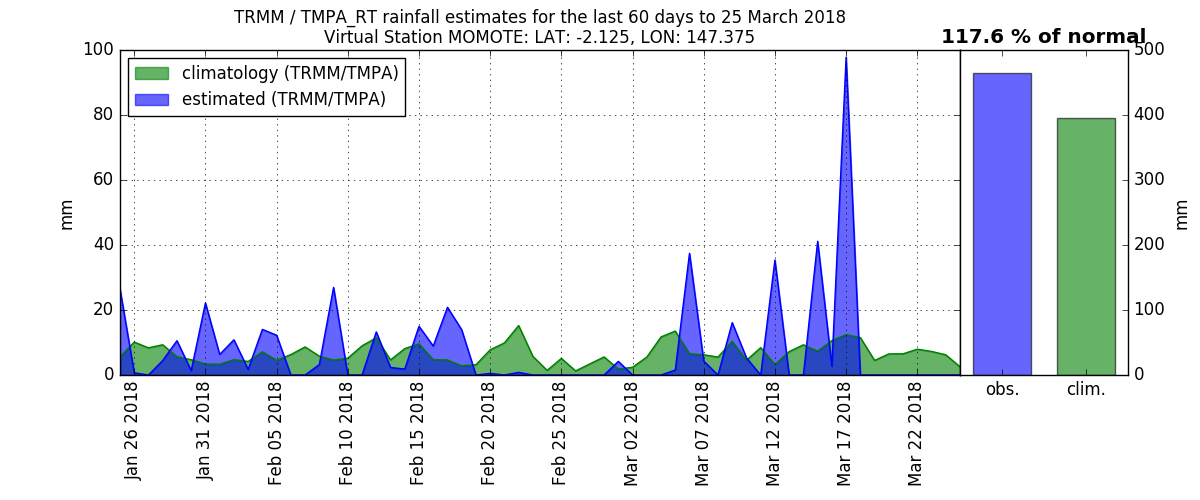 TRMM / TMPA_RT rainfall estimates for the last 60 days to 25 March 2018
Virtual Station MOMOTE: LAT: -2.125, LON: 147.375
117.6 % of normal
climatology (TRMM/TMPA)
estimated (TRMM/TMPA)
100
80
60
40
20
0
mm
Jan 26 2018
Jan 31 2018
Feb 05 2018
Feb 10 2018
Feb 15 2018
Feb 20 2018
Feb 25 2018
Mar 02 2018
Mar 07 2018
Mar 12 2018
Mar 17 2018
Mar 22 2018
500
400
300
200
100
0
mm
obs.
clim.